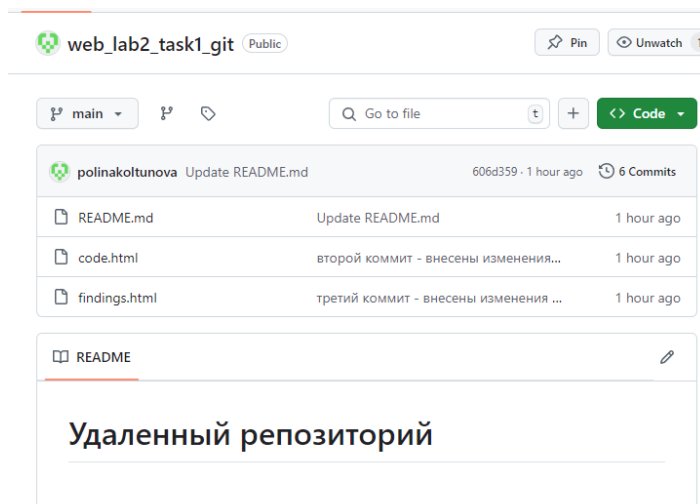 web_lab2_task1_git Public Pin Unwatch
main Go to file t + Code
polinakoltunova Update README.md 606d359 · 1 hour ago 6 Commits
README.md Update README.md 1 hour ago
code.html второй коммит - внесены изменения... 1 hour ago
findings.html третий коммит - внесены изменения ... 1 hour ago
README
Удаленный репозиторий